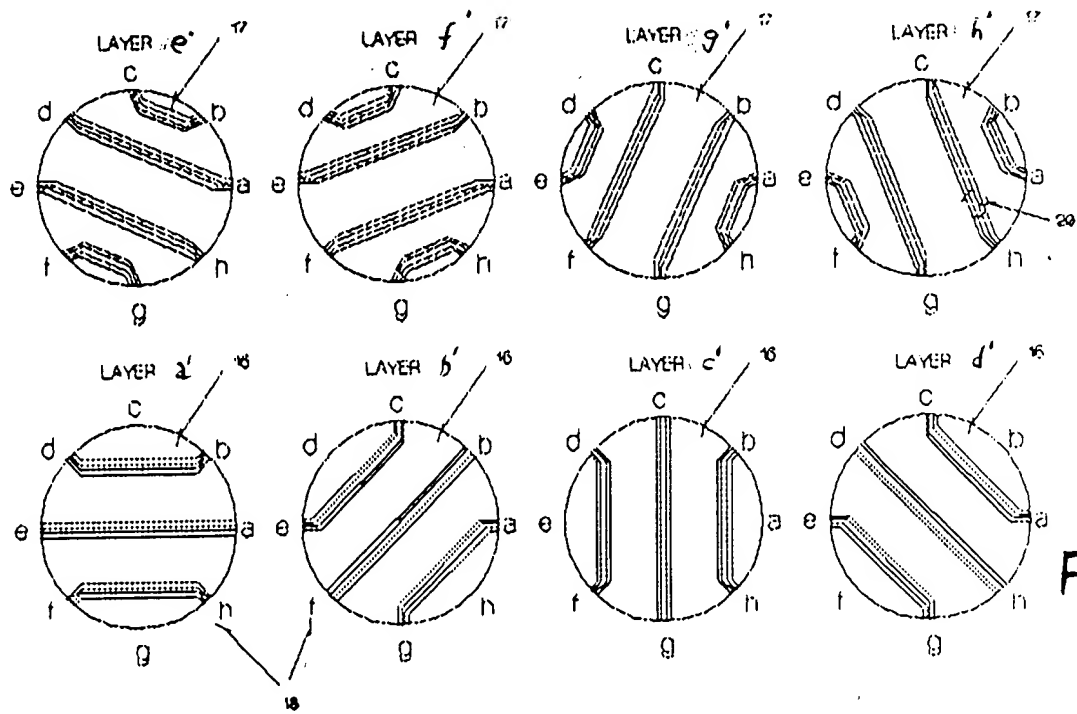 LAYER e' 17
LAYER f' 17
LAYER g' 17
LAYER h' 17
c
d b
e a
f h
g
c
d b
e a
f h
g
c
d b
e a
f h
g
c
d b
e a
f h
g
20
LAYER a' 16
LAYER b' 16
LAYER c' 16
LAYER d' 16
c
d b
e a
f h
g
c
d b
e a
f h
g
c
d b
e a
f h
g
c
d b
e a
f h
g
18
F